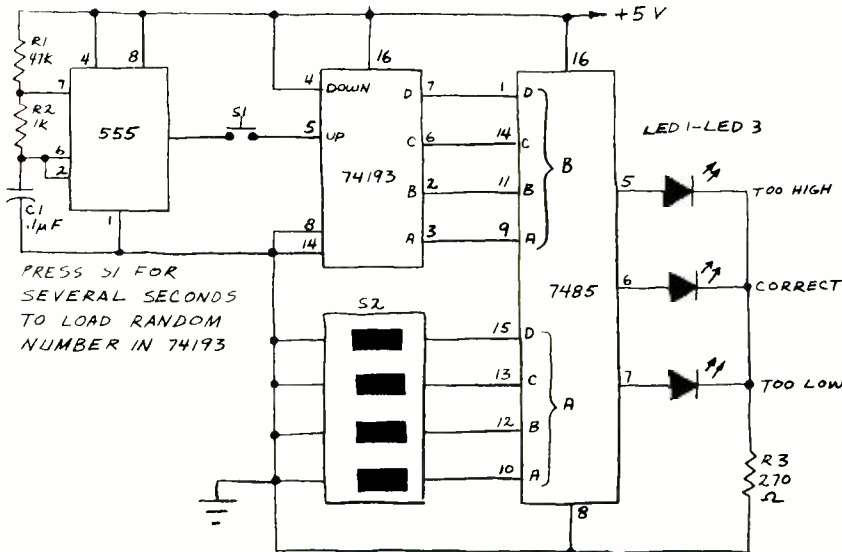 +5 V
R1
47K
4
8
7
R2
1K
6
2
555
1
C1
.1µF
S1
16
4
DOWN
5
UP
74193
8
14
D
7
C
6
B
2
A
3
16
1
D
14
C
11
B
9
A
B
7485
15
D
13
C
12
B
10
A
A
8
LED 1-LED 3
5
TOO HIGH
6
CORRECT
7
TOO LOW
R3
270
Ω
S2
PRESS S1 FOR
SEVERAL SECONDS
TO LOAD RANDOM
NUMBER IN 74193